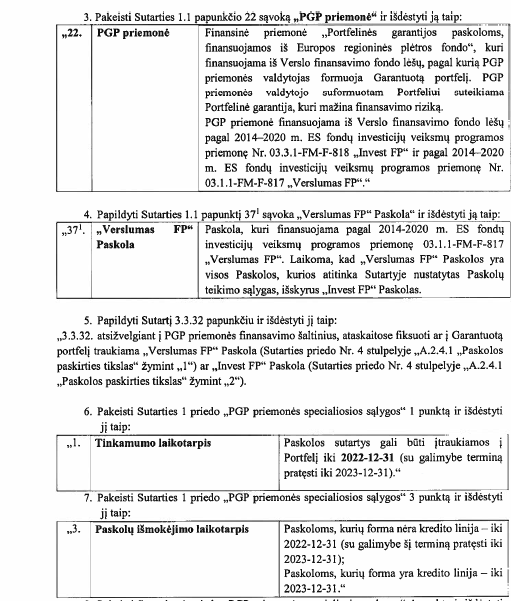 3. Pakeisti Sutarties 1.1 papunkčio 22 sąvoką „PGP priemonė“ ir išdėstyti ją taip:
„22. PGP priemonė Finansinė priemonė „Portfelinės garantijos paskoloms,
finansuojamos iš Europos regioninės plėtros fondo“, kuri
finansuojama iš Verslo finansavimo fondo lėšų, pagal kurią PGP
priemonės valdytojas formuoja Garantuotą portfelį. PGP
priemonės valdytojo suformuotam Portfeliui suteikiama
Portfelinė garantija, kuri mažina finansavimo riziką.
PGP priemonė finansuojama iš Verslo finansavimo fondo lėšų
pagal 2014–2020 m. ES fondų investicijų veiksmų programos
priemonę Nr. 03.3.1-FM-F-818 „Invest FP“ ir pagal 2014–2020
m. ES fondų investicijų veiksmų programos priemonę Nr.
03.1.1-FM-F-817 „Verslumas FP“.“
4. Papildyti Sutarties 1.1 punktį 37¹ sąvoka „Verslumas FP“ Paskola“ ir išdėstyti ją taip:
„37¹. „Verslumas FP“ Paskola, kuri finansuojama pagal 2014-2020 m. ES fondų
Paskola investicijų veiksmų programos priemonę 03.1.1-FM-F-817
„Verslumas FP“. Laikoma, kad „Verslumas FP“ Paskolos yra
visos Paskolos, kurios atitinka Sutartyje nustatytas Paskolų
teikimo sąlygas, išskyrus „Invest FP“ Paskolas.
5. Papildyti Sutartį 3.3.32 papunkčiu ir išdėstyti jį taip:
„3.3.32. atsižvelgiant į PGP priemonės finansavimo šaltinius, ataskaitose fiksuoti ar į Garantuotą
portfelį traukiama „Verslumas FP“ Paskola (Sutarties priedo Nr. 4 stulpelyje „A.2.4.1 „Paskolos
paskirties tikslas“ žymint „1“) ar „Invest FP“ Paskola (Sutarties priedo Nr. 4 stulpelyje „A.2.4.1
„Paskolos paskirties tikslas“ žymint „2“).
6. Pakeisti Sutarties 1 priedo „PGP priemonės specialiosios sąlygos“ 1 punktą ir išdėstyti
jį taip:
„1. Tinkamumo laikotarpis Paskolos sutartys gali būti įtraukiamos į
Portfelį iki 2022-12-31 (su galimybe terminą
pratęsti iki 2023-12-31).“
7. Pakeisti Sutarties 1 priedo „PGP priemonės specialiosios sąlygos“ 3 punktą ir išdėstyti
jį taip:
„3. Paskolų išmokėjimo laikotarpis Paskoloms, kurių forma nėra kredito linija – iki
2022-12-31 (su galimybe šį terminą pratęsti iki
2023-12-31);
Paskoloms, kurių forma yra kredito linija – iki
2023-12-31.“